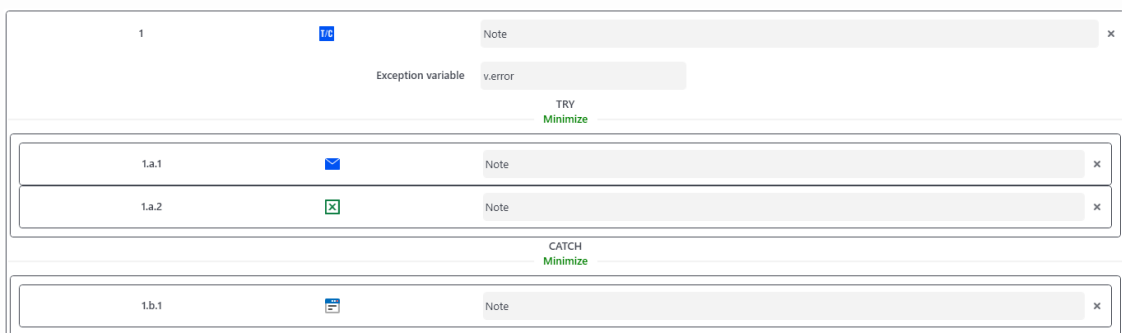 1 T/C Note ×
Exception variable v.error
TRY
Minimize
1.a.1 Note ×
1.a.2 X Note ×
CATCH
Minimize
1.b.1 Note ×